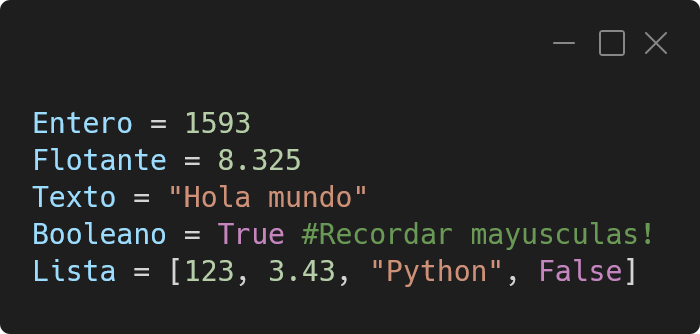 Entero = 1593
Flotante = 8.325
Texto = "Hola mundo"
Booleano = True #Recordar mayusculas!
Lista = [123, 3.43, "Python", False]